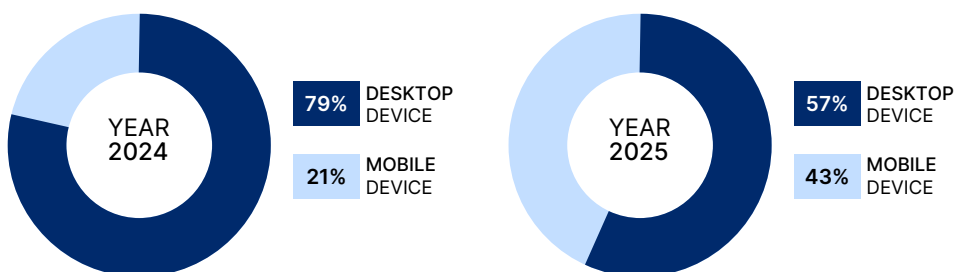 YEAR
2024
79%
DESKTOP
DEVICE
21%
MOBILE
DEVICE
YEAR
2025
57%
DESKTOP
DEVICE
43%
MOBILE
DEVICE